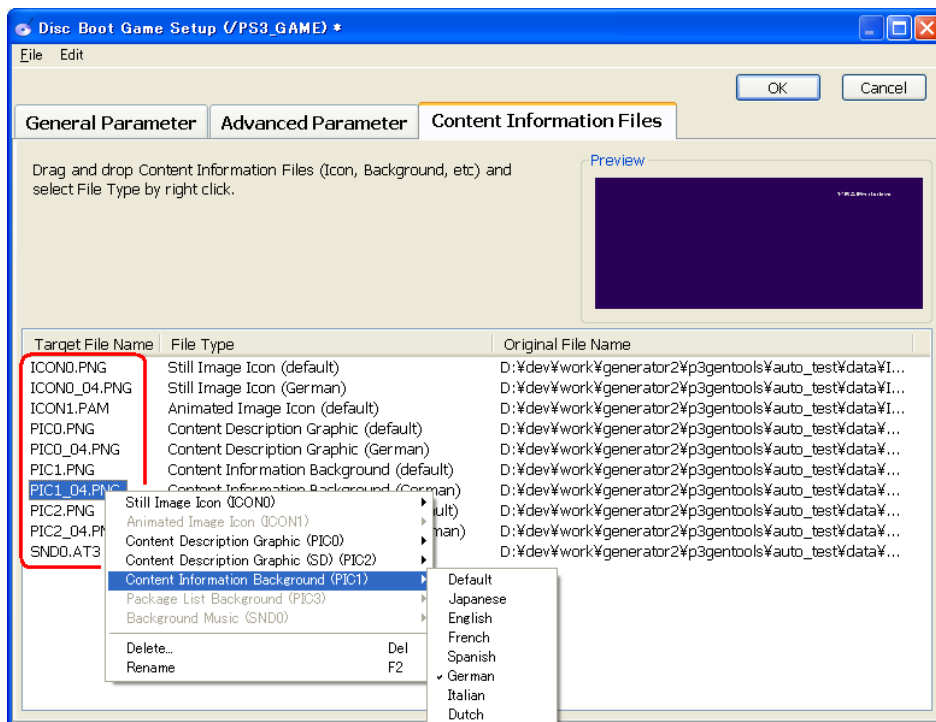 Disc Boot Game Setup (/PS3_GAME) *
File Edit
OK Cancel
General Parameter Advanced Parameter Content Information Files
Drag and drop Content Information Files (Icon, Background, etc) and
select File Type by right click.
Preview
Target File Name File Type Original File Name
ICON0.PNG Still Image Icon (default) D:¥dev¥work¥generator2¥p3gentools¥auto_test¥data¥I...
ICON0_04.PNG Still Image Icon (German) D:¥dev¥work¥generator2¥p3gentools¥auto_test¥data¥I...
ICON1.PAM Animated Image Icon (default) D:¥dev¥work¥generator2¥p3gentools¥auto_test¥data¥I...
PIC0.PNG Content Description Graphic (default) D:¥dev¥work¥generator2¥p3gentools¥auto_test¥data¥...
PIC0_04.PNG Content Description Graphic (German) D:¥dev¥work¥generator2¥p3gentools¥auto_test¥data¥...
PIC1.PNG Content Information Background (default) D:¥dev¥work¥generator2¥p3gentools¥auto_test¥data¥...
PIC1_04.PNG Content Information Background (German) D:¥dev¥work¥generator2¥p3gentools¥auto_test¥data¥...
PIC2.PNG ult) D:¥dev¥work¥generator2¥p3gentools¥auto_test¥data¥...
PIC2_04.PN man) D:¥dev¥work¥generator2¥p3gentools¥auto_test¥data¥...
SND0.AT3 D:¥dev¥work¥generator2¥p3gentools¥auto_test¥data¥...
Still Image Icon (ICON0)
Animated Image Icon (ICON1)
Content Description Graphic (PIC0)
Content Description Graphic (SD) (PIC2)
Content Information Background (PIC1)
Package List Background (PIC3)
Background Music (SND0)
Delete... Del
Rename F2
Default
Japanese
English
French
Spanish
German
Italian
Dutch